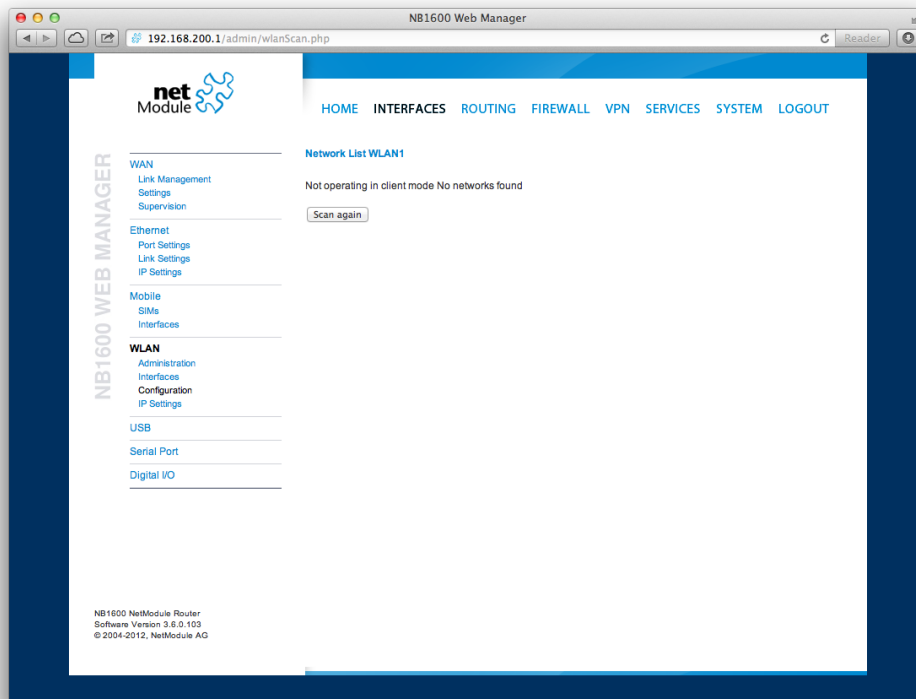 NB1600 Web Manager
192.168.200.1/admin/wlanScan.php
Reader
net
Module
HOME INTERFACES ROUTING FIREWALL VPN SERVICES SYSTEM LOGOUT
NB1600 WEB MANAGER
WAN
Link Management
Settings
Supervision
Ethernet
Port Settings
Link Settings
IP Settings
Mobile
SIMs
Interfaces
WLAN
Administration
Interfaces
Configuration
IP Settings
USB
Serial Port
Digital I/O
Network List WLAN1
Not operating in client mode No networks found
Scan again
NB1600 NetModule Router
Software Version 3.6.0.103
© 2004-2012, NetModule AG